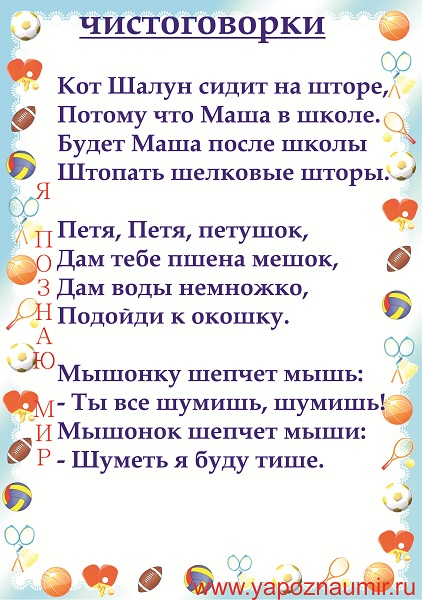 чистоговорки
Кот Шалун сидит на шторе,
Потому что Маша в школе.
Будет Маша после школы
Штопать шелковые шторы.
Петя, Петя, петушок,
Дам тебе пшена мешок,
Дам воды немножко,
Подойди к окошку.
Мышонку шепчет мышь:
- Ты все шумишь, шумишь!
Мышонок шепчет мыши:
- Шуметь я буду тише.
Я ПОЗНАЮ МИР
www.yapoznaumir.ru